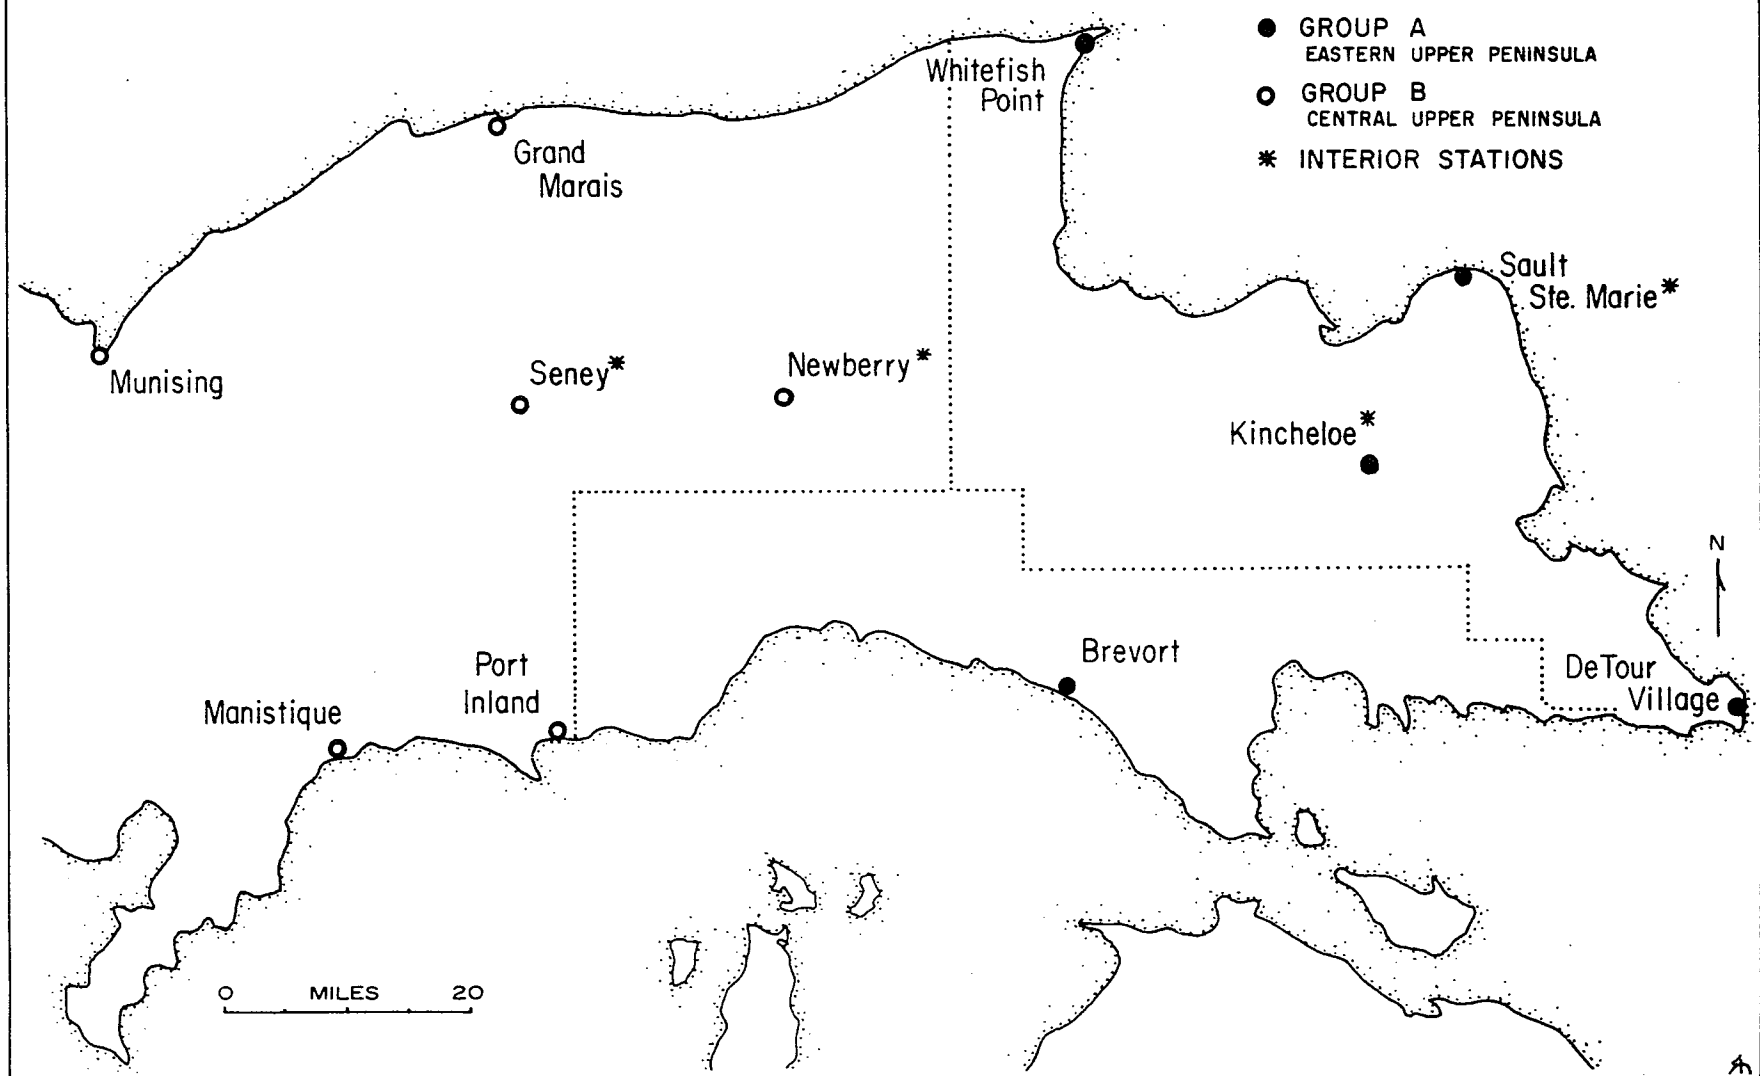 ● GROUP A
EASTERN UPPER PENINSULA
○ GROUP B
CENTRAL UPPER PENINSULA
* INTERIOR STATIONS
Whitefish
Point
Grand
Marais
Sault
Ste. Marie*
Munising
Seney*
Newberry*
Kincheloe*
N
Port
Inland
Brevort
DeTour
Village
Manistique
0 MILES 20